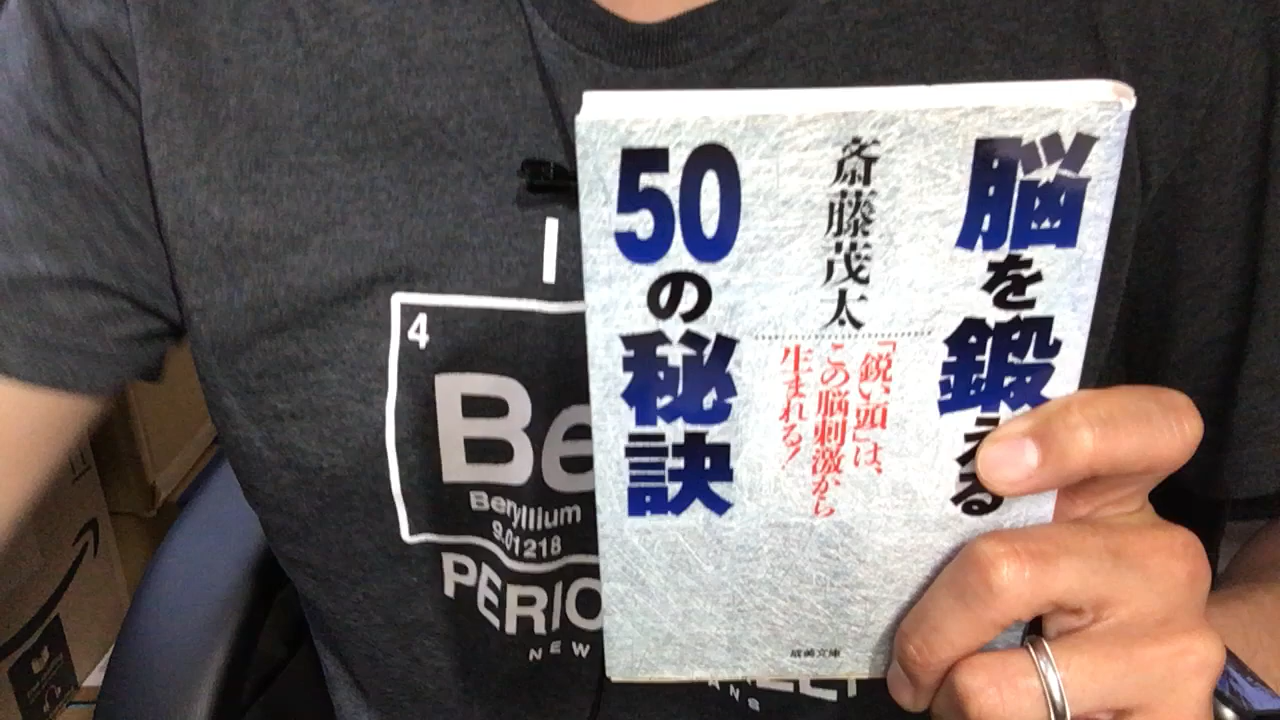 脳を鍛える
斎藤茂太
「鋭い頭」は、
この脳刺激から
生まれる!
50の秘訣
成美文庫
I
4
Be
Beryllium
9.01218
PERIO
NEW
ANS